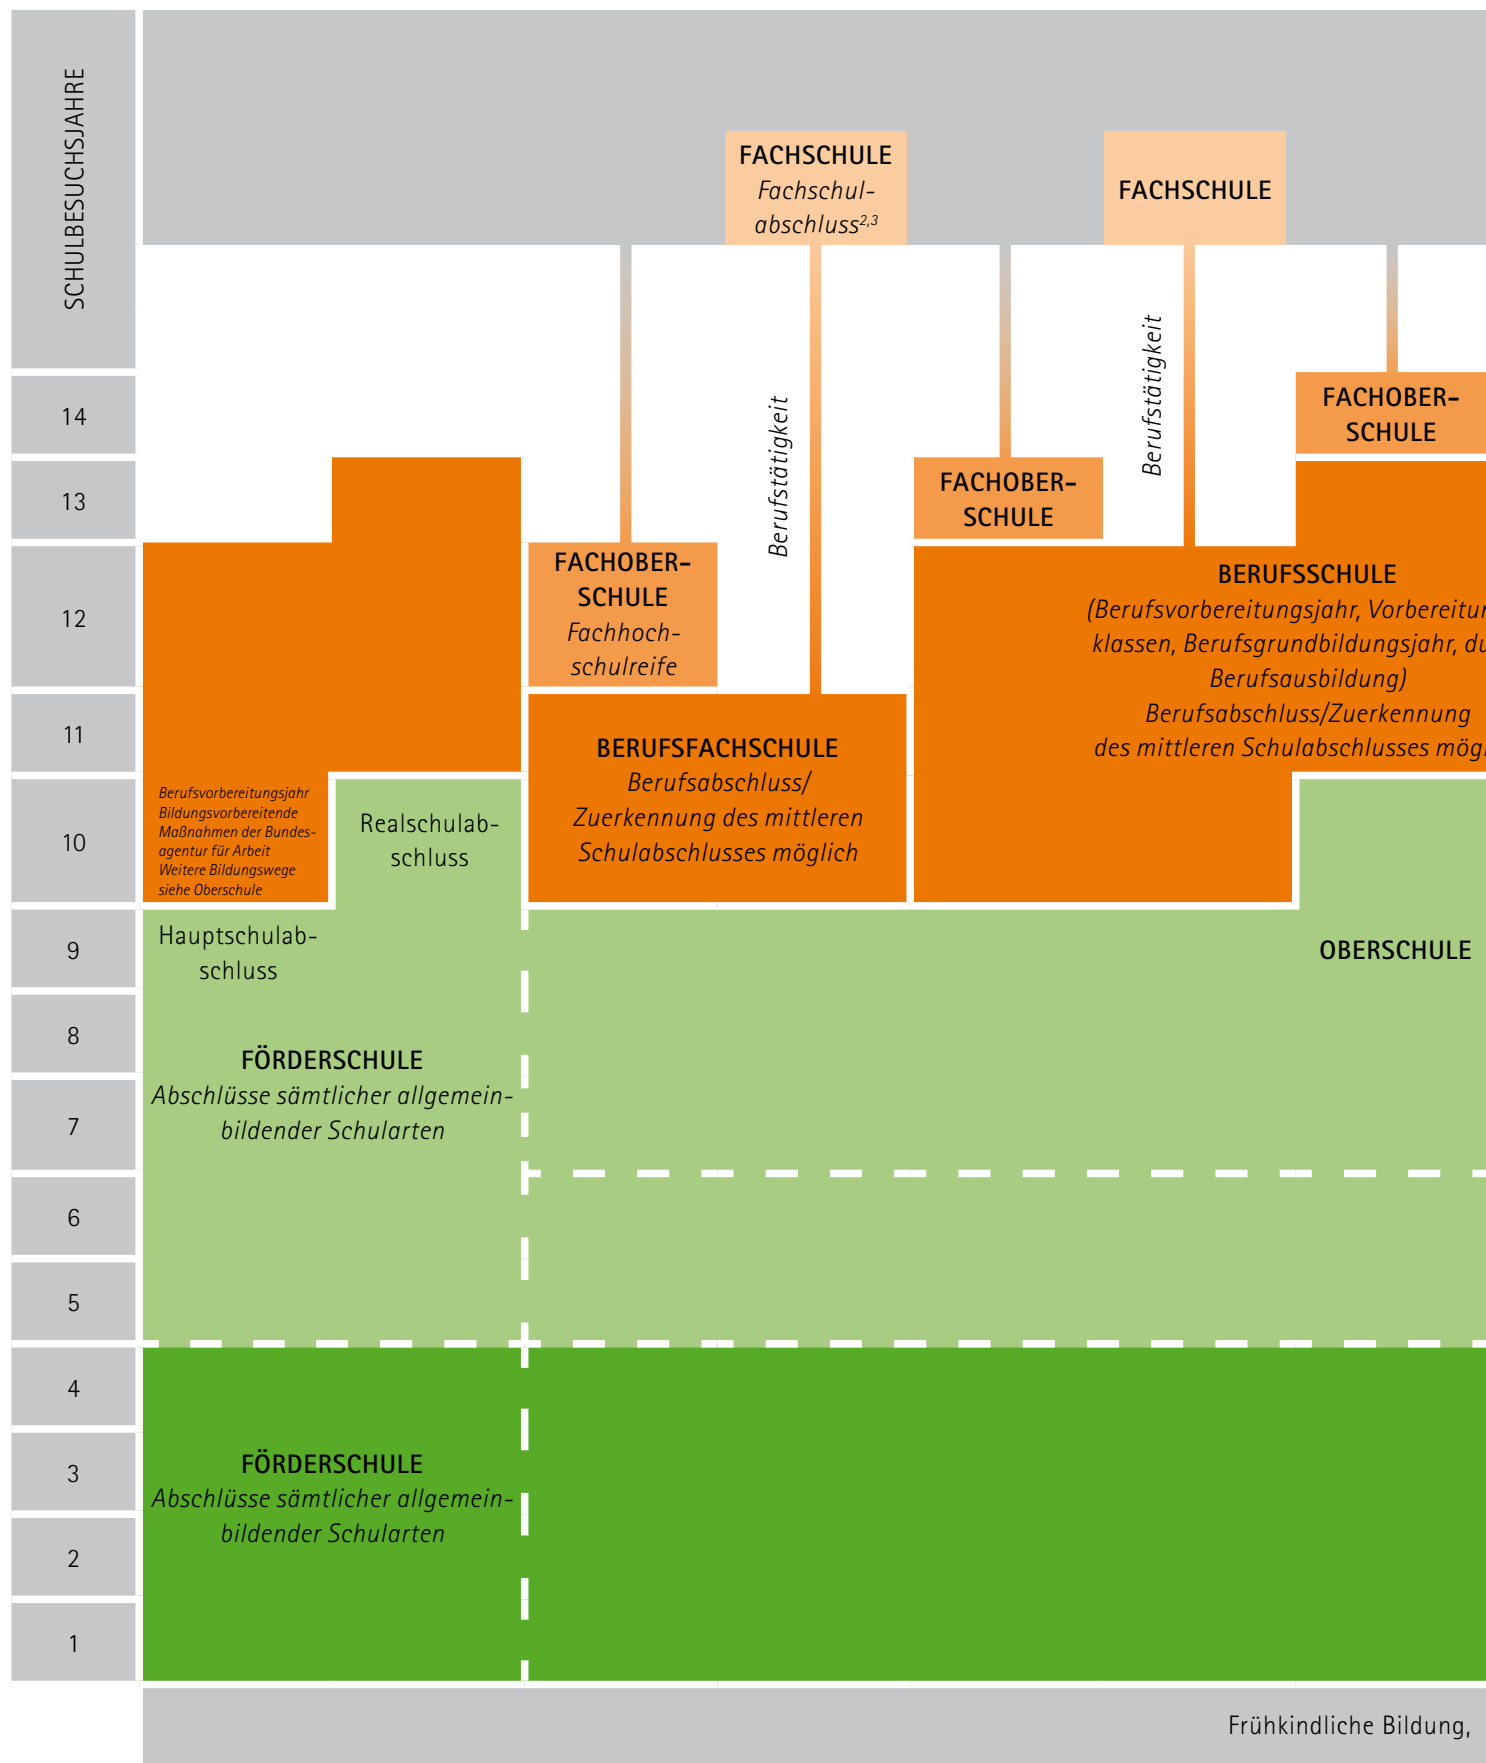 SCHULBESUCHSJAHRE
FACHSCHULE
Fachschul-
abschluss2,3
FACHSCHULE
Berufstätigkeit
Berufstätigkeit
14
FACHOBER-
SCHULE
13
FACHOBER-
SCHULE
12
FACHOBER-
SCHULE
Fachhoch-
schulreife
BERUFSSCHULE
(Berufsvorbereitungsjahr, Vorbereitu
klassen, Berufsgrundbildungsjahr, du
Berufsausbildung)
Berufsabschluss/Zuerkennung
des mittleren Schulabschlusses mögl
11
BERUFSFACHSCHULE
Berufsabschluss/
Zuerkennung des mittleren
Schulabschlusses möglich
10
Berufsvorbereitungsjahr
Bildungsvorbereitende
Maßnahmen der Bundes-
agentur für Arbeit
Weitere Bildungswege
siehe Oberschule
Realschulab-
schluss
9
Hauptschulab-
schluss
OBERSCHULE
8
FÖRDERSCHULE
Abschlüsse sämtlicher allgemein-
bildender Schularten
7
6
5
4
3
FÖRDERSCHULE
Abschlüsse sämtlicher allgemein-
bildender Schularten
2
1
Frühkindliche Bildung,